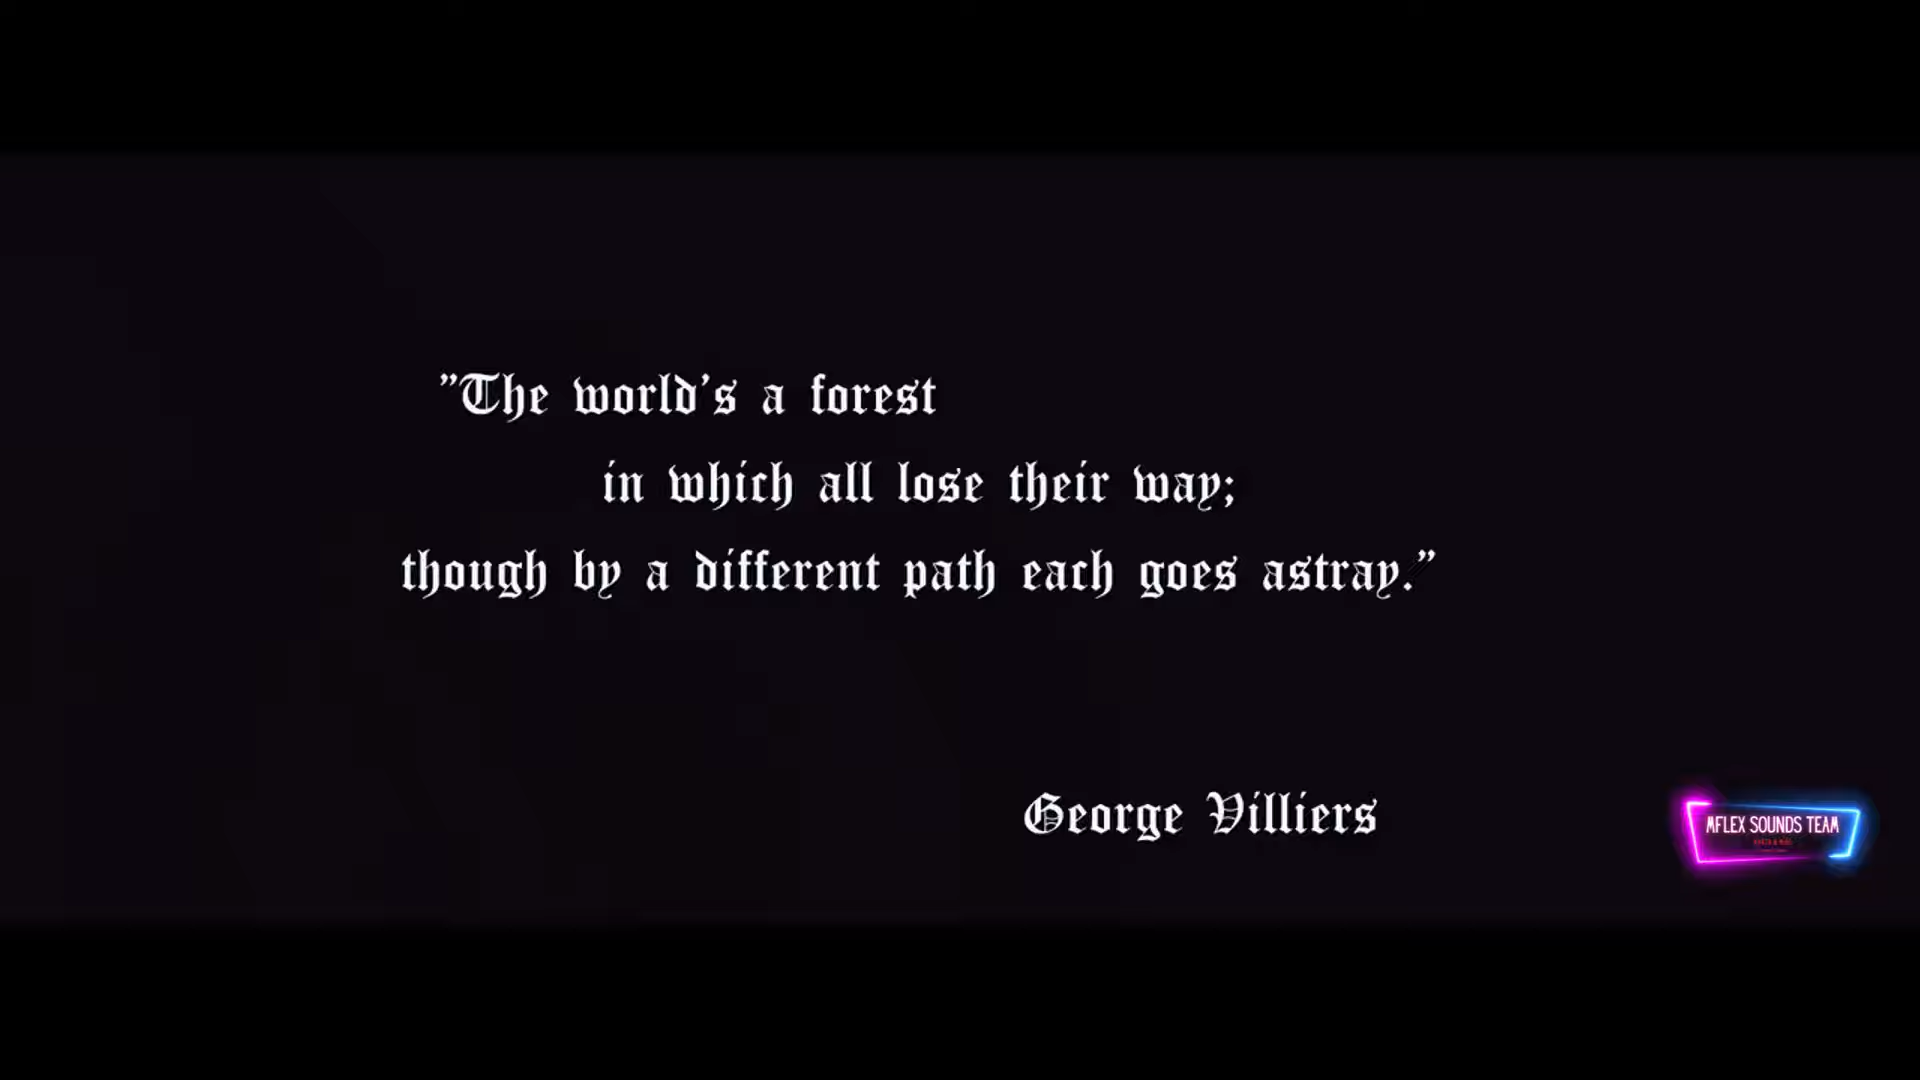 ”The world’s a forest
in which all lose their way;
though by a different path each goes astray.”
George Villiers
MFLEX SOUNDS TEAM